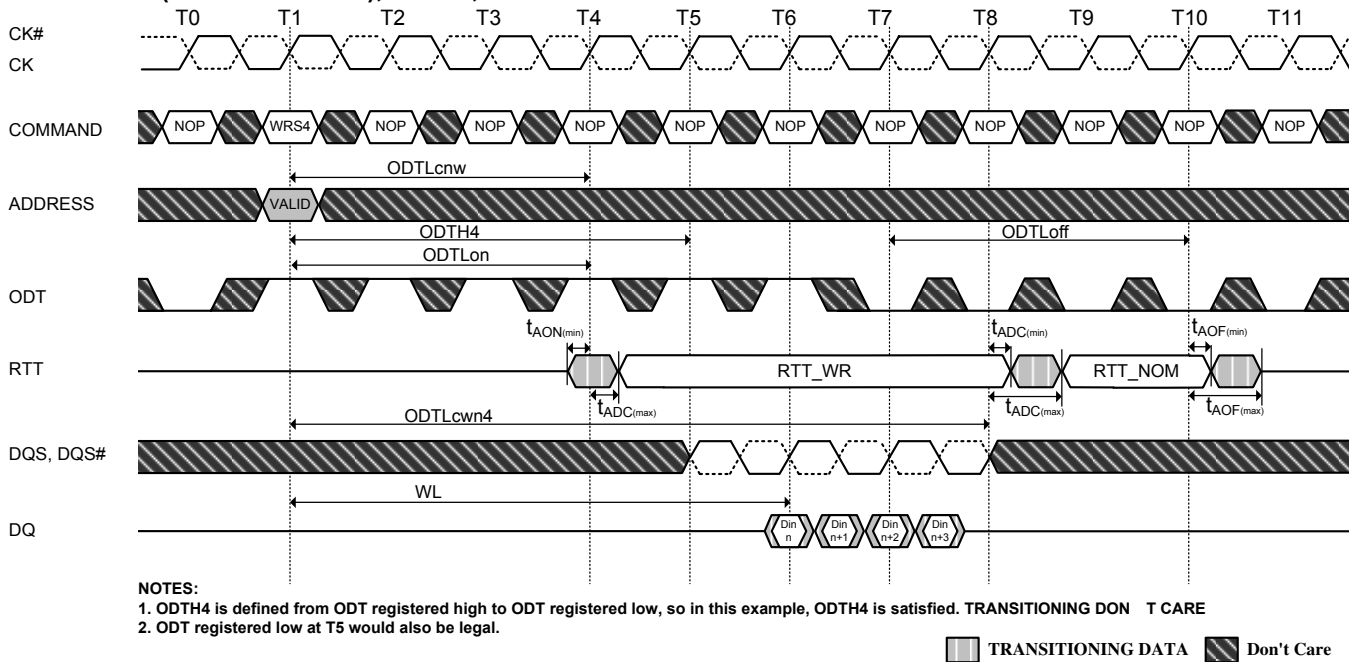 T0 T1 T2 T3 T4 T5 T6 T7 T8 T9 T10 T11
CK#
CK
COMMAND NOP WRS4 NOP NOP NOP NOP NOP NOP NOP NOP NOP NOP
ODTLcnw
ADDRESS VALID
ODTH4 ODTLoff
ODTLon
ODT
tAON(min) tADC(min) tAOF(min)
RTT RTT_WR RTT_NOM
tADC(max) tADC(max) tAOF(max)
ODTLcwn4
DQS, DQS#
WL
DQ Din n Din n+1 Din n+2 Din n+3
NOTES:
1. ODTH4 is defined from ODT registered high to ODT registered low, so in this example, ODTH4 is satisfied. TRANSITIONING DON T CARE
2. ODT registered low at T5 would also be legal.
TRANSITIONING DATA Don't Care